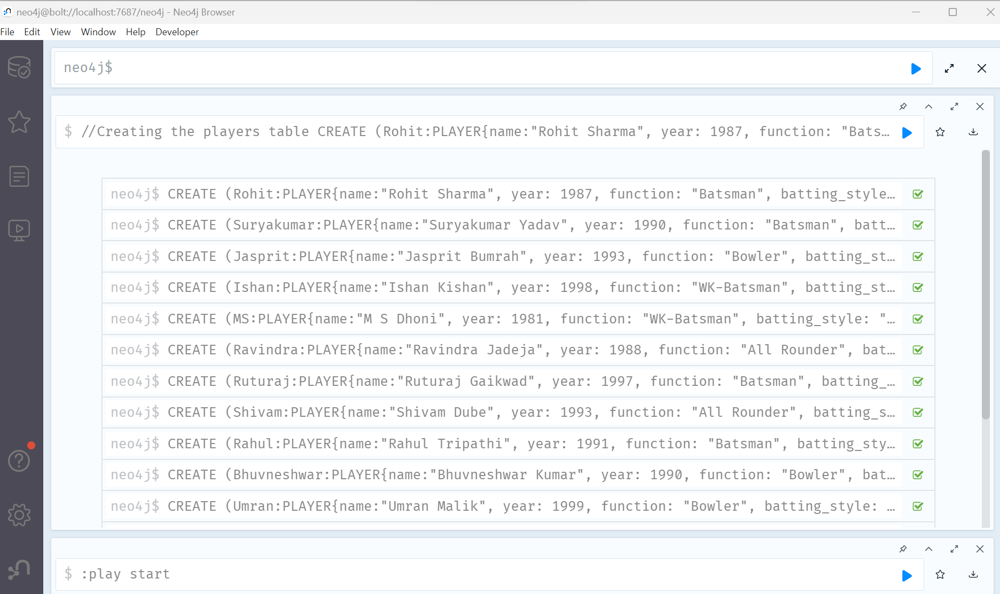 neo4j@bolt://localhost:7687/neo4j - Neo4j Browser
File Edit View Window Help Developer
neo4j$
$ //Creating the players table CREATE (Rohit:PLAYER{name:"Rohit Sharma", year: 1987, function: "Bats…
neo4j$ CREATE (Rohit:PLAYER{name:"Rohit Sharma", year: 1987, function: "Batsman", batting_style…
neo4j$ CREATE (Suryakumar:PLAYER{name:"Suryakumar Yadav", year: 1990, function: "Batsman", batt…
neo4j$ CREATE (Jasprit:PLAYER{name:"Jasprit Bumrah", year: 1993, function: "Bowler", batting_st…
neo4j$ CREATE (Ishan:PLAYER{name:"Ishan Kishan", year: 1998, function: "WK-Batsman", batting_st…
neo4j$ CREATE (MS:PLAYER{name:"M S Dhoni", year: 1981, function: "WK-Batsman", batting_style: "…
neo4j$ CREATE (Ravindra:PLAYER{name:"Ravindra Jadeja", year: 1988, function: "All Rounder", bat…
neo4j$ CREATE (Ruturaj:PLAYER{name:"Ruturaj Gaikwad", year: 1997, function: "Batsman", batting_…
neo4j$ CREATE (Shivam:PLAYER{name:"Shivam Dube", year: 1993, function: "All Rounder", batting_s…
neo4j$ CREATE (Rahul:PLAYER{name:"Rahul Tripathi", year: 1991, function: "Batsman", batting_sty…
neo4j$ CREATE (Bhuvneshwar:PLAYER{name:"Bhuvneshwar Kumar", year: 1990, function: "Bowler", bat…
neo4j$ CREATE (Umran:PLAYER{name:"Umran Malik", year: 1999, function: "Bowler", batting_style: …
$ :play start